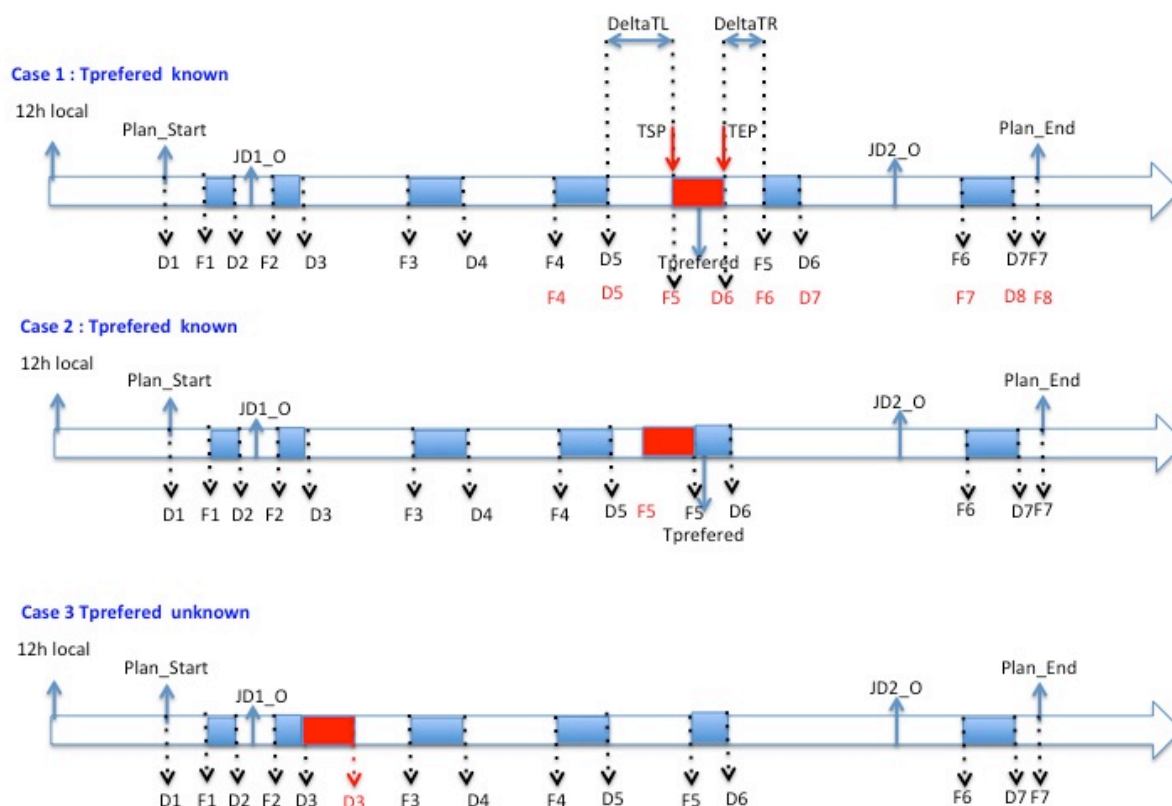 DeltaTL DeltaTR
Case 1 : Tprefered known
12h local
Plan_Start JD1_O TSP TEP JD2_O Plan_End
D1 F1 D2 F2 D3 F3 D4 F4 D5 Tprefered F5 D6 F6 D7 F7
F4 D5 F5 D6 F6 D7 F7 D8 F8
Case 2 : Tprefered known
12h local
Plan_Start JD1_O JD2_O Plan_End
D1 F1 D2 F2 D3 F3 D4 F4 D5 F5 F5 D6 F6 D7 F7
Tprefered
Case 3 Tprefered unknown
12h local
Plan_Start JD1_O JD2_O Plan_End
D1 F1 D2 F2 D3 D3 F3 D4 F4 D5 F5 D6 F6 D7 F7